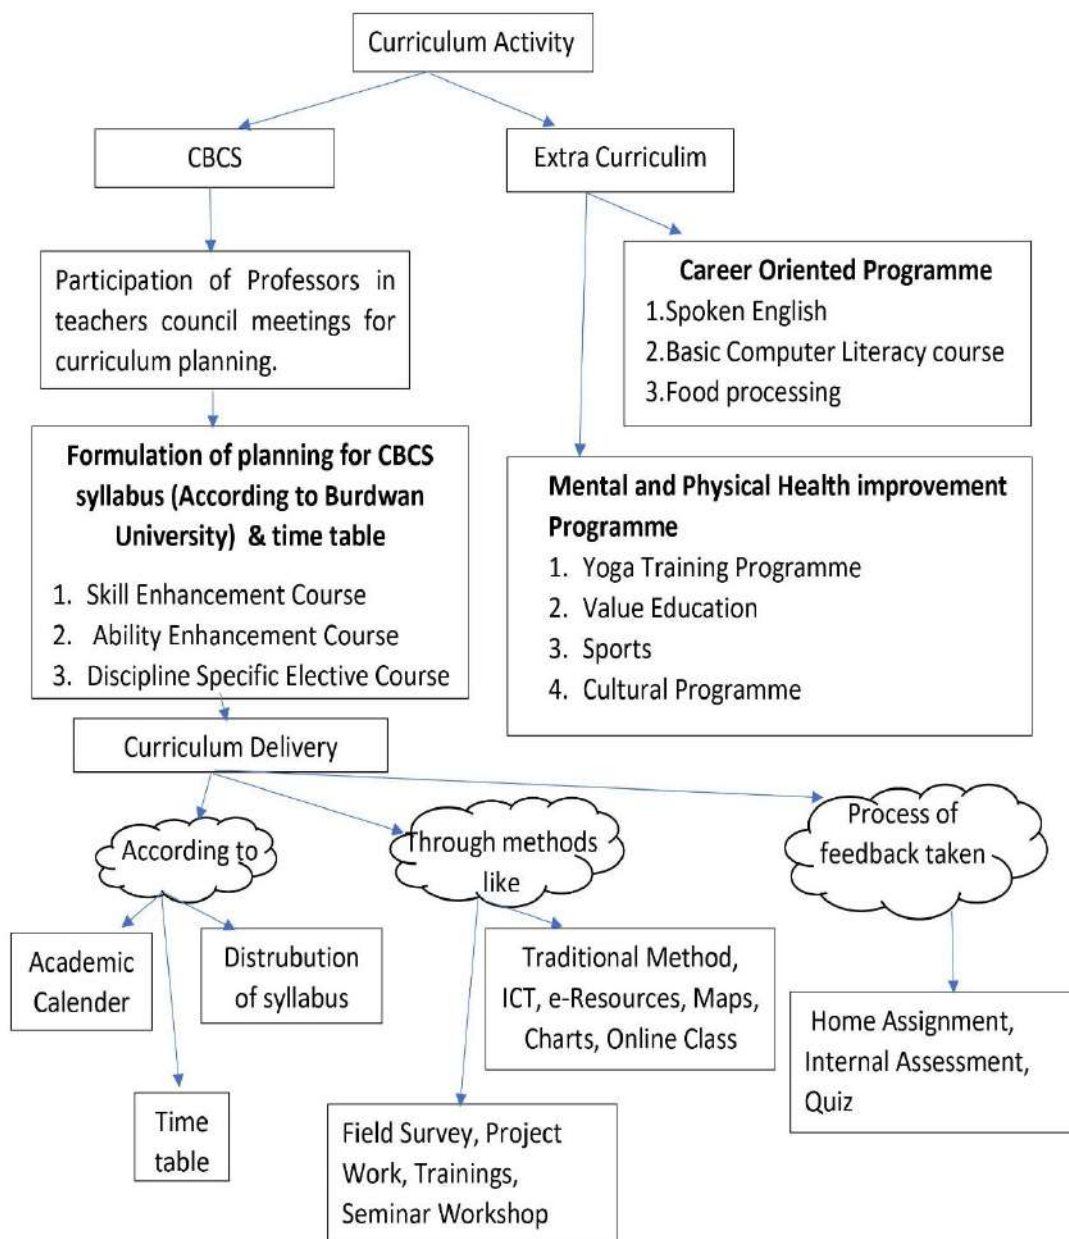 Curriculum Activity
CBCS
Extra Curriculim
Participation of Professors in
teachers council meetings for
curriculum planning.
Career Oriented Programme
1.Spoken English
2.Basic Computer Literacy course
3.Food processing
Formulation of planning for CBCS
syllabus (According to Burdwan
University) & time table
1. Skill Enhancement Course
2. Ability Enhancement Course
3. Discipline Specific Elective Course
Mental and Physical Health improvement
Programme
1. Yoga Training Programme
2. Value Education
3. Sports
4. Cultural Programme
Curriculum Delivery
According to
Through methods
like
Process of
feedback taken
Academic
Calender
Distrubution
of syllabus
Traditional Method,
ICT, e-Resources, Maps,
Charts, Online Class
Home Assignment,
Internal Assessment,
Quiz
Time
table
Field Survey, Project
Work, Trainings,
Seminar Workshop